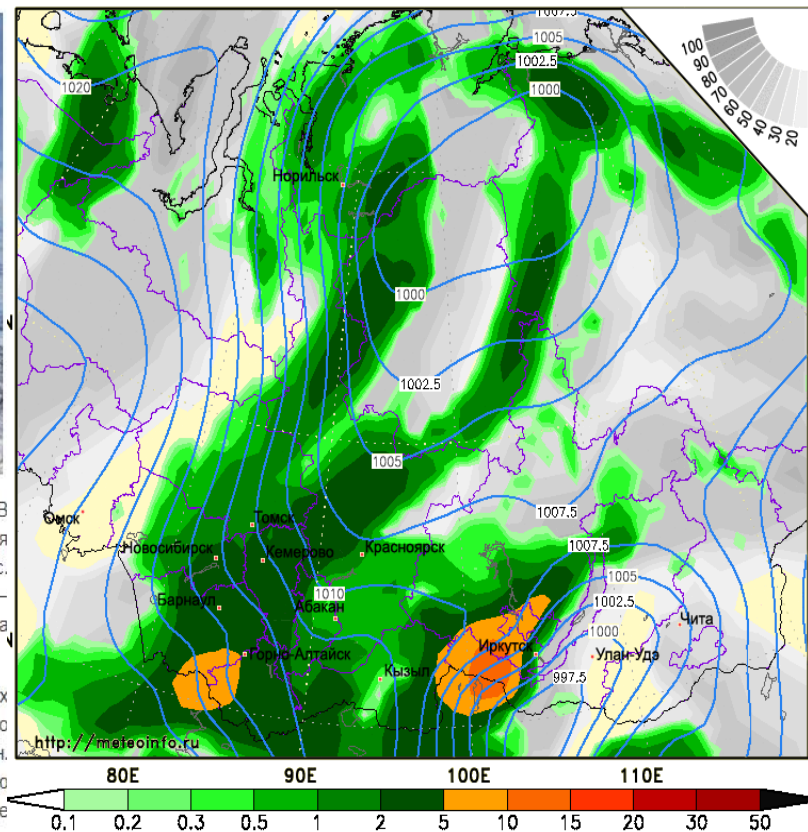 1007.5
1005
1002.5
1000
1020
100
90
80
70
60
50
40
30
20
Норильск
1000
1002.5
1005
1007.5
Омск
Томск
Новосибирск
Кемерово
Красноярск
1007.5
1005
1010
1002.5
Барнаул
Абакан
1000
Чита
Горно-Алтайск
Иркутск
Улан-Удэ
Кызыл
997.5
http://meteoinfo.ru
80E 90E 100E 110E
0.1 0.2 0.3 0.5 1 2 5 10 15 20 30 50